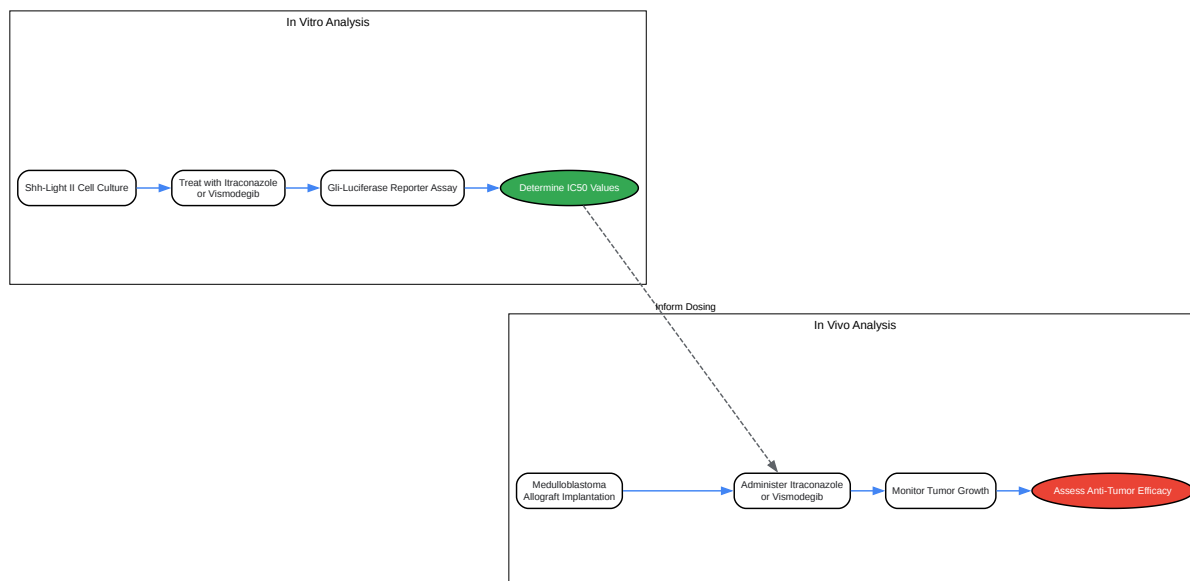 In Vitro Analysis
Shh-Light II Cell Culture
Treat with Itraconazole
or Vismodegib
Gli-Luciferase Reporter Assay
Determine IC50 Values
Inform Dosing
In Vivo Analysis
Medulloblastoma
Allograft Implantation
Administer Itraconazole
or Vismodegib
Monitor Tumor Growth
Assess Anti-Tumor Efficacy